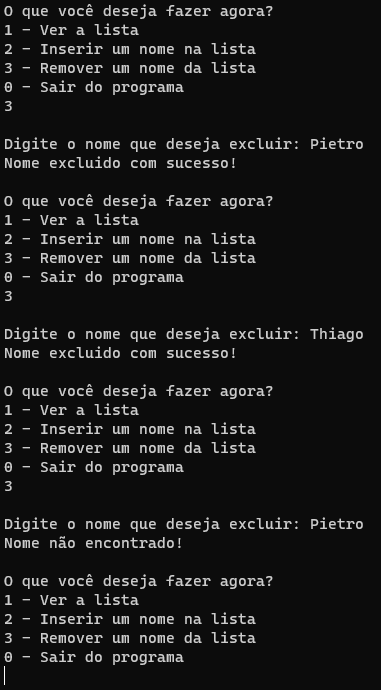 O que você deseja fazer agora?
1 - Ver a lista
2 - Inserir um nome na lista
3 - Remover um nome da lista
0 - Sair do programa
3
Digite o nome que deseja excluir: Pietro
Nome excluido com sucesso!
O que você deseja fazer agora?
1 - Ver a lista
2 - Inserir um nome na lista
3 - Remover um nome da lista
0 - Sair do programa
3
Digite o nome que deseja excluir: Thiago
Nome excluido com sucesso!
O que você deseja fazer agora?
1 - Ver a lista
2 - Inserir um nome na lista
3 - Remover um nome da lista
0 - Sair do programa
3
Digite o nome que deseja excluir: Pietro
Nome não encontrado!
O que você deseja fazer agora?
1 - Ver a lista
2 - Inserir um nome na lista
3 - Remover um nome da lista
0 - Sair do programa